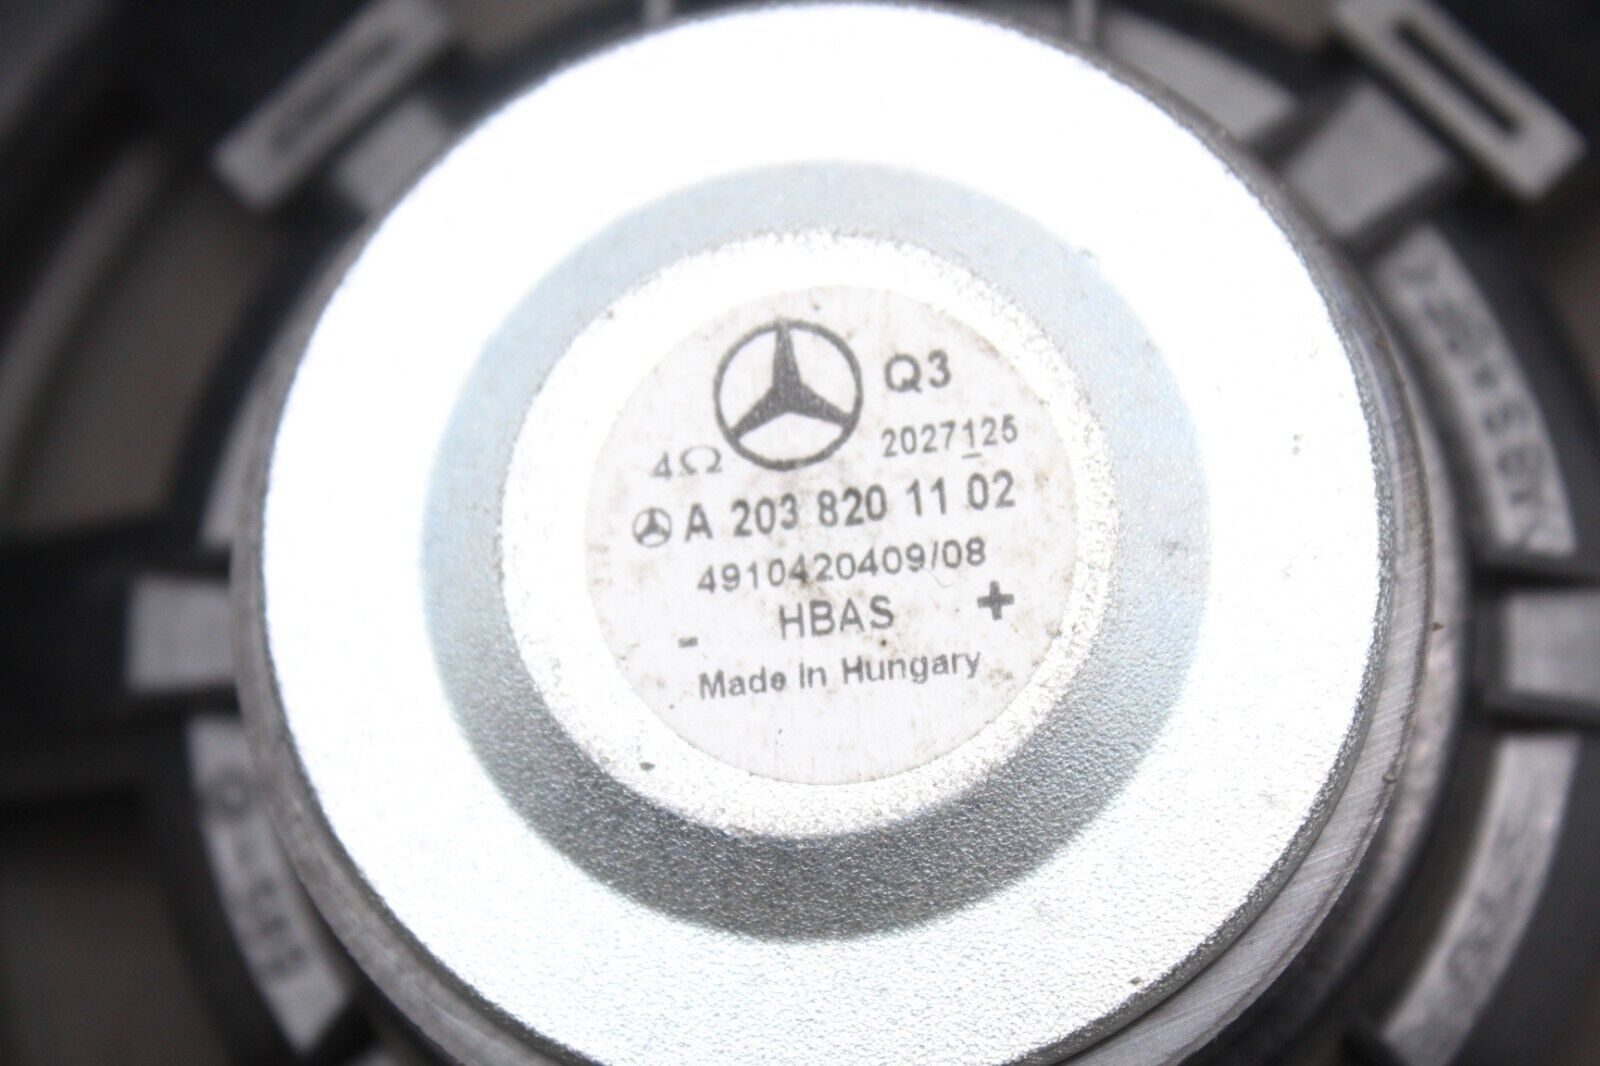 Q3
2027125
4Ω
A 203 820 11 02
4910420409/08
HBAS
- +
Made in Hungary